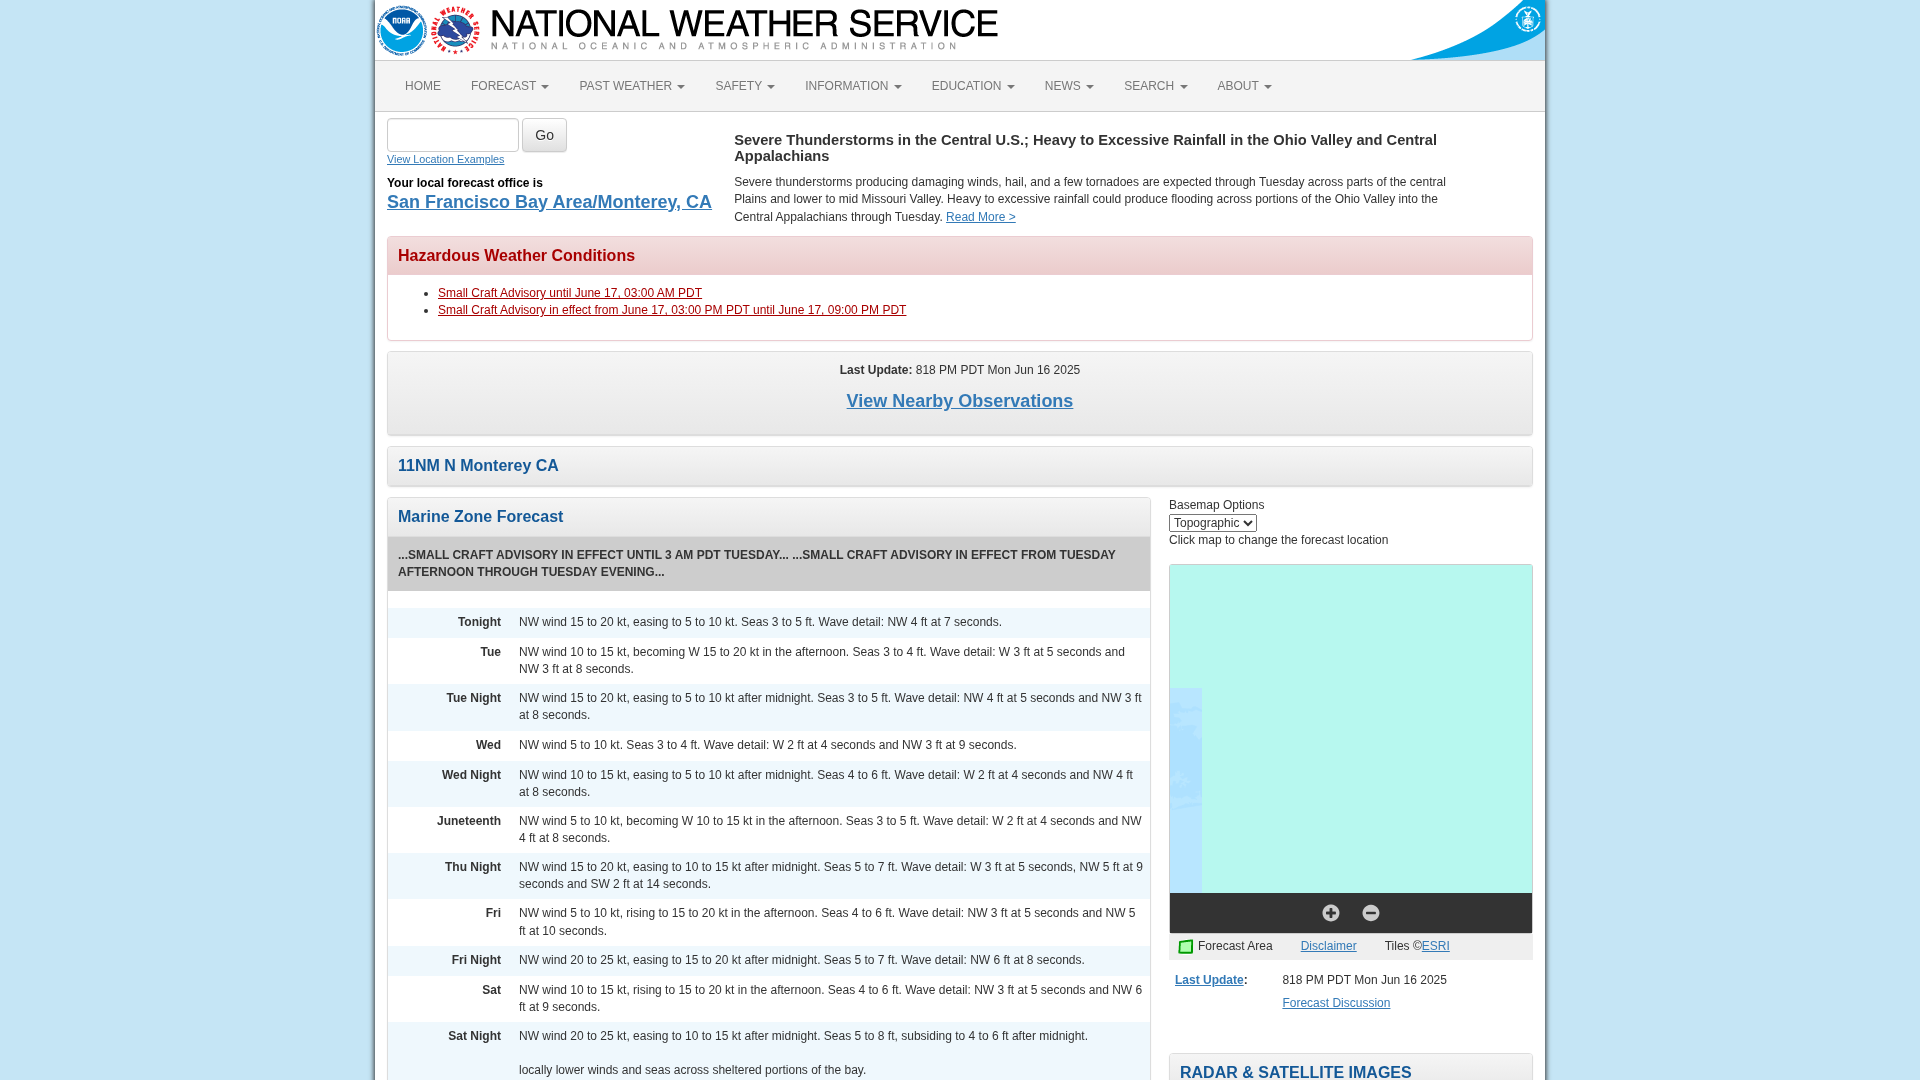 NOAA
NATIONAL WEATHER SERVICE
NATIONAL OCEANIC AND ATMOSPHERIC ADMINISTRATION
HOME FORECAST PAST WEATHER SAFETY INFORMATION EDUCATION NEWS SEARCH ABOUT
Go
View Location Examples
Your local forecast office is
San Francisco Bay Area/Monterey, CA
Severe Thunderstorms in the Central U.S.; Heavy to Excessive Rainfall in the Ohio Valley and Central
Appalachians
Severe thunderstorms producing damaging winds, hail, and a few tornadoes are expected through Tuesday across parts of the central
Plains and lower to mid Missouri Valley. Heavy to excessive rainfall could produce flooding across portions of the Ohio Valley into the
Central Appalachians through Tuesday. Read More >
Hazardous Weather Conditions
Small Craft Advisory until June 17, 03:00 AM PDT
Small Craft Advisory in effect from June 17, 03:00 PM PDT until June 17, 09:00 PM PDT
Last Update: 818 PM PDT Mon Jun 16 2025
View Nearby Observations
11NM N Monterey CA
Marine Zone Forecast
...SMALL CRAFT ADVISORY IN EFFECT UNTIL 3 AM PDT TUESDAY... ...SMALL CRAFT ADVISORY IN EFFECT FROM TUESDAY
AFTERNOON THROUGH TUESDAY EVENING...
Tonight NW wind 15 to 20 kt, easing to 5 to 10 kt. Seas 3 to 5 ft. Wave detail: NW 4 ft at 7 seconds.
Tue NW wind 10 to 15 kt, becoming W 15 to 20 kt in the afternoon. Seas 3 to 4 ft. Wave detail: W 3 ft at 5 seconds and
NW 3 ft at 8 seconds.
Tue Night NW wind 15 to 20 kt, easing to 5 to 10 kt after midnight. Seas 3 to 5 ft. Wave detail: NW 4 ft at 5 seconds and NW 3 ft
at 8 seconds.
Wed NW wind 5 to 10 kt. Seas 3 to 4 ft. Wave detail: W 2 ft at 4 seconds and NW 3 ft at 9 seconds.
Wed Night NW wind 10 to 15 kt, easing to 5 to 10 kt after midnight. Seas 4 to 6 ft. Wave detail: W 2 ft at 4 seconds and NW 4 ft
at 8 seconds.
Juneteenth NW wind 5 to 10 kt, becoming W 10 to 15 kt in the afternoon. Seas 3 to 5 ft. Wave detail: W 2 ft at 4 seconds and NW
4 ft at 8 seconds.
Thu Night NW wind 15 to 20 kt, easing to 10 to 15 kt after midnight. Seas 5 to 7 ft. Wave detail: W 3 ft at 5 seconds, NW 5 ft at 9
seconds and SW 2 ft at 14 seconds.
Fri NW wind 5 to 10 kt, rising to 15 to 20 kt in the afternoon. Seas 4 to 6 ft. Wave detail: NW 3 ft at 5 seconds and NW 5
ft at 10 seconds.
Fri Night NW wind 20 to 25 kt, easing to 15 to 20 kt after midnight. Seas 5 to 7 ft. Wave detail: NW 6 ft at 8 seconds.
Sat NW wind 10 to 15 kt, rising to 15 to 20 kt in the afternoon. Seas 4 to 6 ft. Wave detail: NW 3 ft at 5 seconds and NW 6
ft at 9 seconds.
Sat Night NW wind 20 to 25 kt, easing to 10 to 15 kt after midnight. Seas 5 to 8 ft, subsiding to 4 to 6 ft after midnight.
locally lower winds and seas across sheltered portions of the bay.
Basemap Options
Topographic
Click map to change the forecast location
Forecast Area Disclaimer Tiles ©ESRI
Last Update: 818 PM PDT Mon Jun 16 2025
Forecast Discussion
RADAR & SATELLITE IMAGES